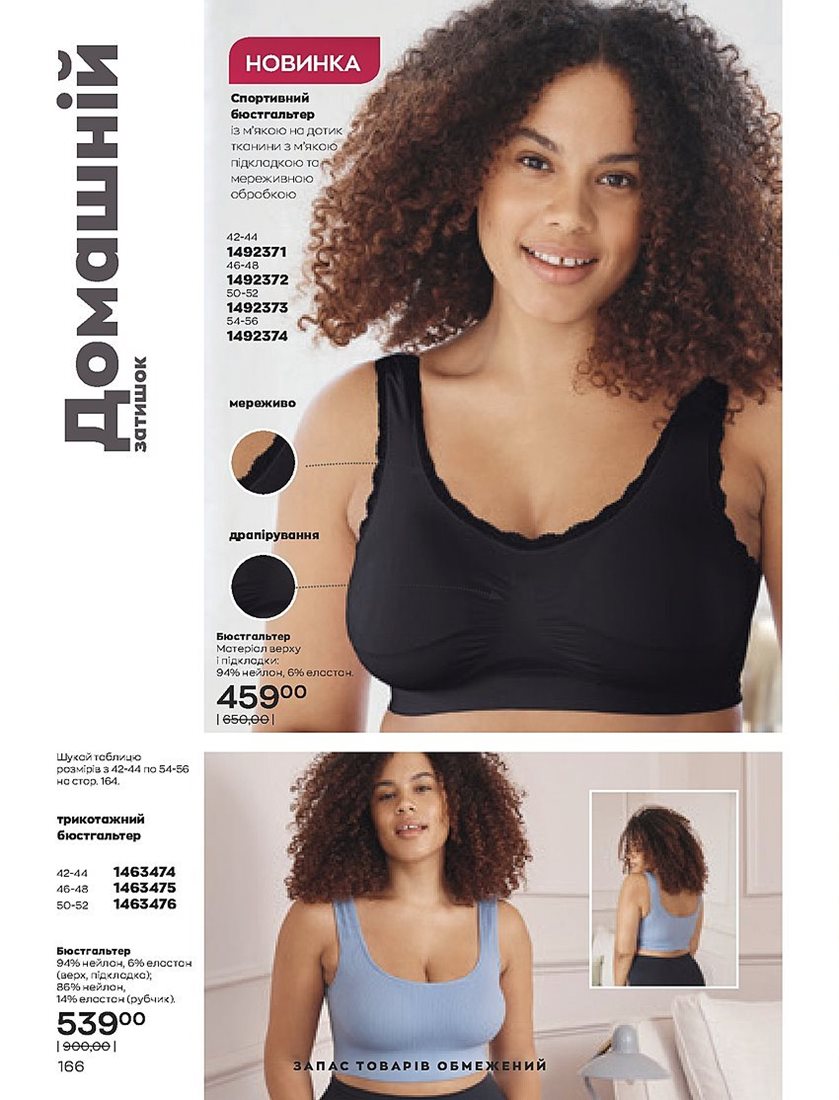 Домашній
затишок
НОВИНКА
Спортивний
бюстгальтер
із м'якою на дотик
тканини з м'якою
підкладкою та
мереживною
обробкою
42-44
1492371
46-48
1492372
50-52
1492373
54-56
1492374
мереживо
драпірування
Бюстгальтер
Матеріал верху
і підкладки:
94% нейлон, 6% еластан.
459⁰⁰
| 650,00 |
Шукай таблицю
розмірів з 42-44 по 54-56
на стор. 164.
трикотажний
бюстгальтер
42-44 1463474
46-48 1463475
50-52 1463476
Бюстгальтер
94% нейлон, 6% еластан
(верх, підкладка);
86% нейлон,
14% еластан (рубчик).
539⁰⁰
| 900,00 |
166
ЗАПАС ТОВАРІВ ОБМЕЖЕНИЙ